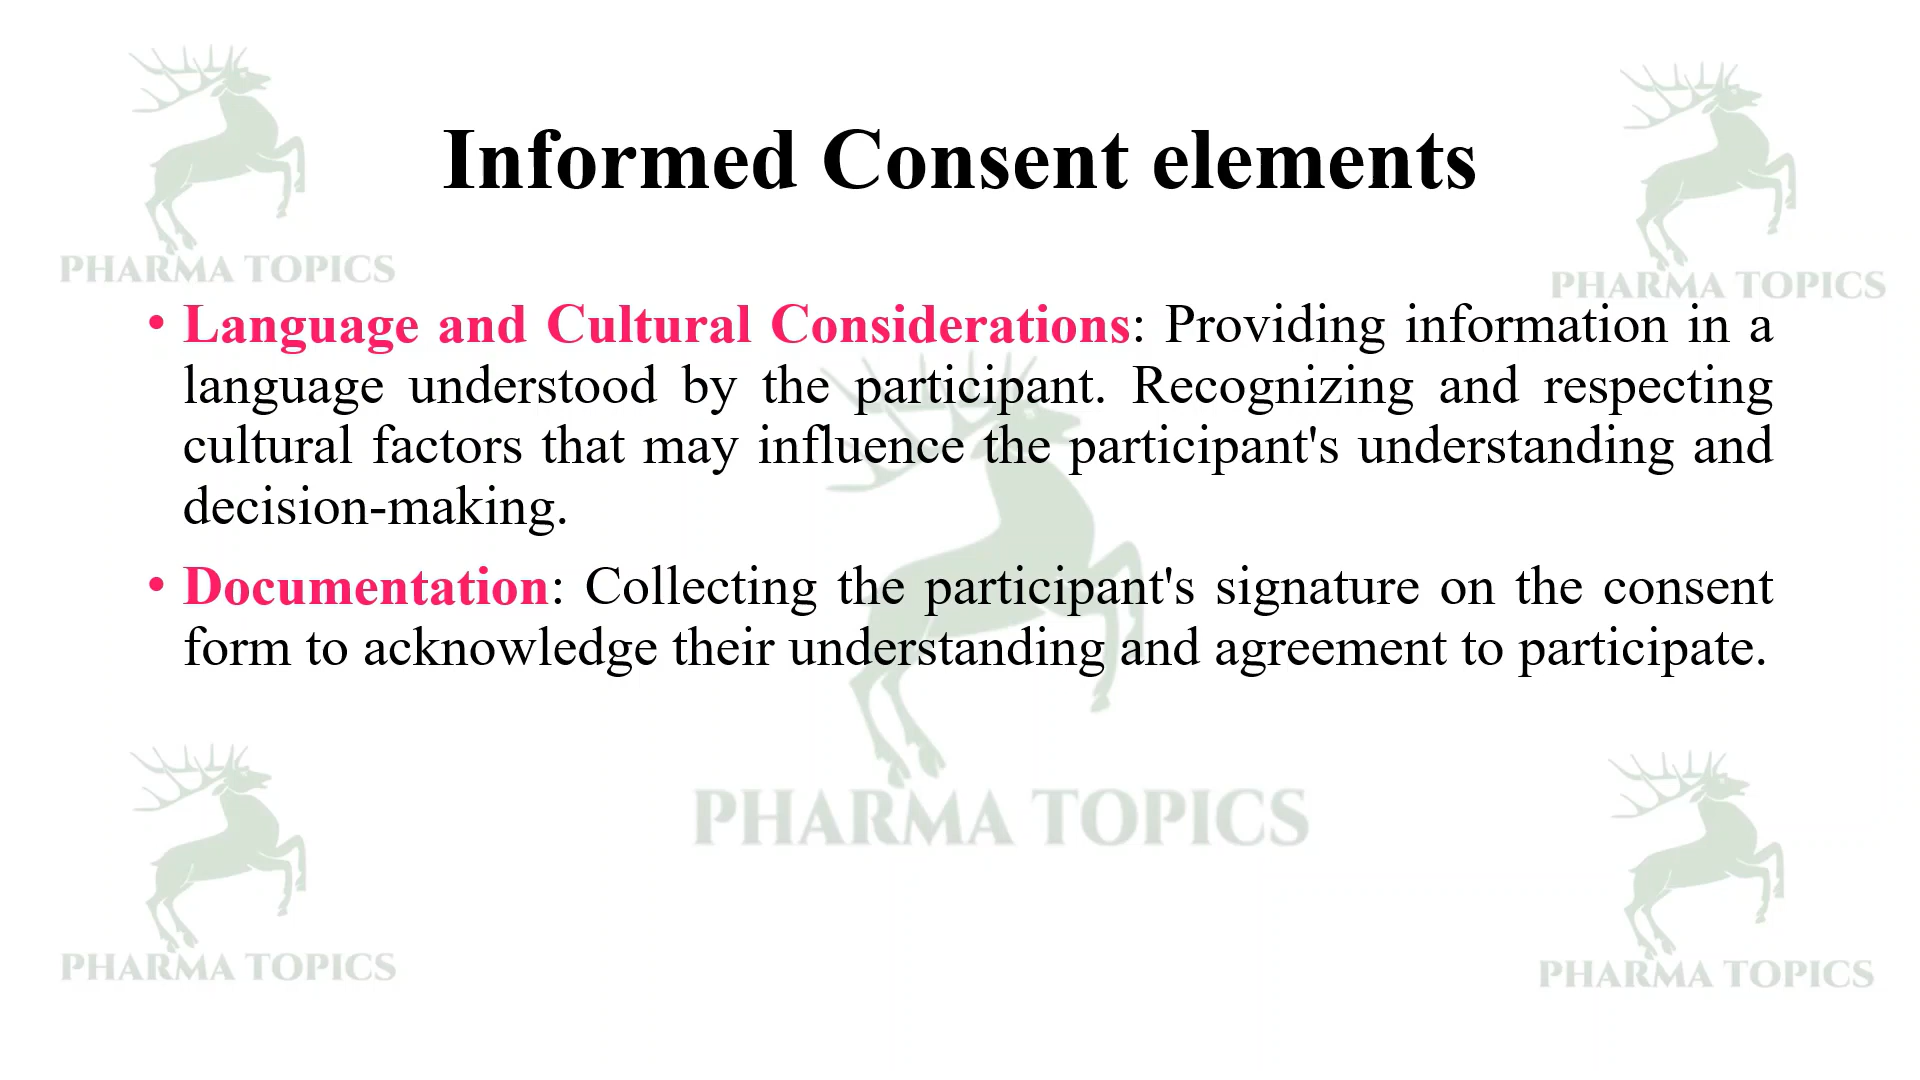 PHARMA TOPICS
PHARMA TOPICS
Informed Consent elements
• Language and Cultural Considerations: Providing information in a
language understood by the participant. Recognizing and respecting
cultural factors that may influence the participant's understanding and
decision-making.
• Documentation: Collecting the participant's signature on the consent
form to acknowledge their understanding and agreement to participate.
PHARMA TOPICS
PHARMA TOPICS
PHARMA TOPICS